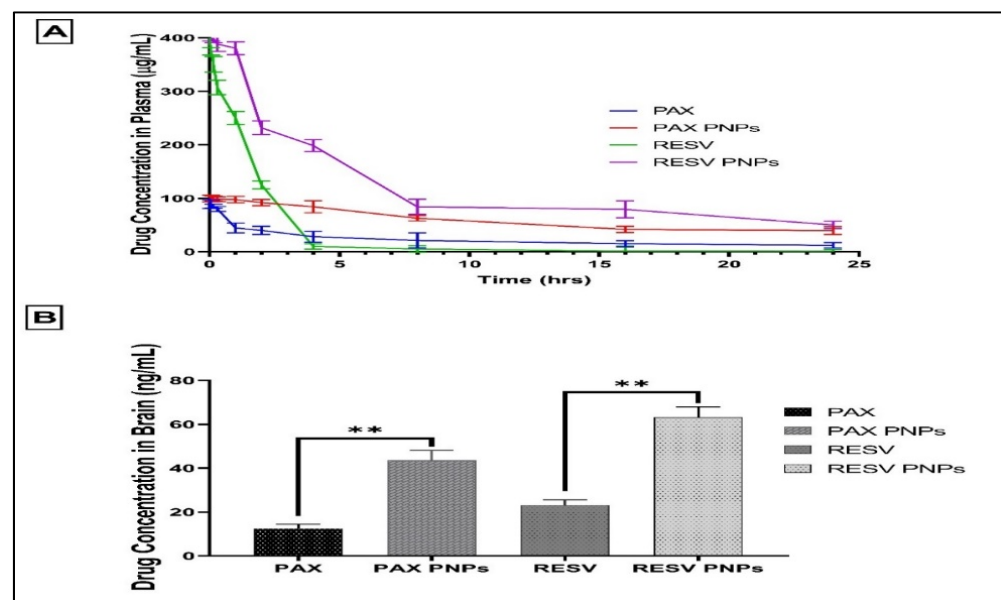 A
Drug Concentration in Plasma (µg/mL)
400
300
200
100
0
PAX
PAX PNPs
RESV
RESV PNPs
0
5
10
15
20
25
Time (hrs)
B
Drug Concentration in Brain (ng/mL)
80
60
40
20
0
**
**
PAX
PAX PNPs
RESV
RESV PNPs
PAX
PAX PNPs
RESV
RESV PNPs